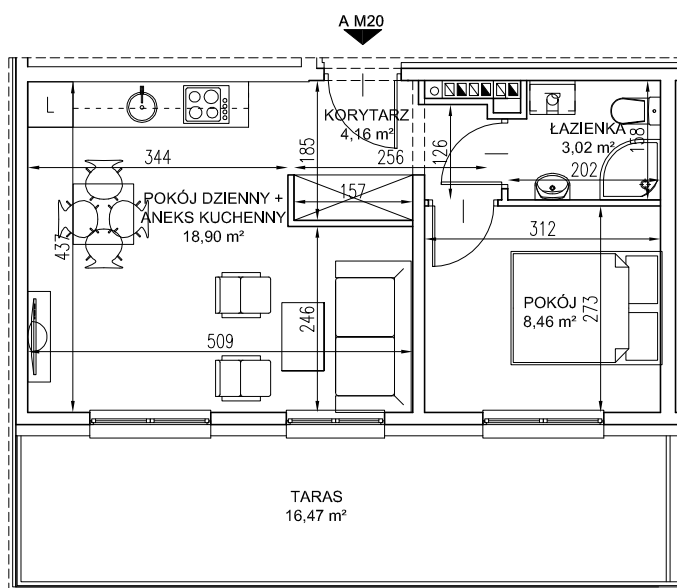 A M20
L
KORYTARZ
4,16 m²
ŁAZIENKA
3,02 m²
158
344
185
256
126
202
157
POKÓJ DZIENNY +
ANEKS KUCHENNY
18,90 m²
437
312
246
POKÓJ
8,46 m²
273
509
TARAS
16,47 m²